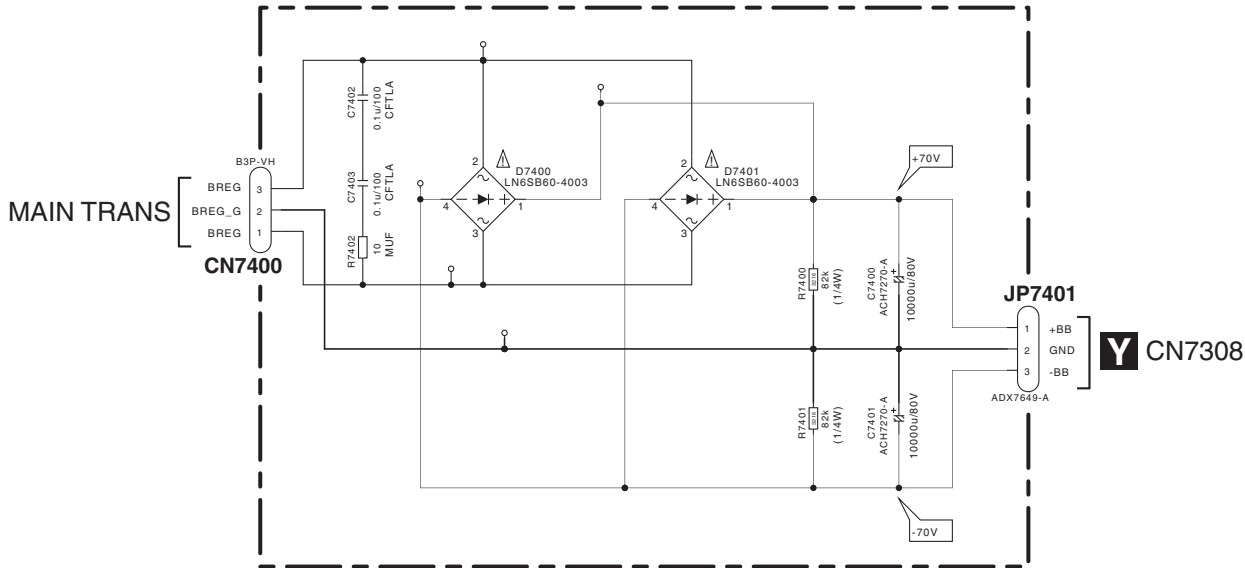 C7402
0.1u/100
CFTLA
C7403
0.1u/100
CFTLA
R7402
10
MUF
B3P-VH
MAIN TRANS
BREG 3
BREG_G 2
BREG 1
CN7400
2
D7400
LN6SB60-4003
4
1
3
2
D7401
LN6SB60-4003
4
1
3
+70V
R7400
82k
(1/4W)
C7400
ACH7270-A
10000u/80V
+
R7401
82k
(1/4W)
C7401
ACH7270-A
10000u/80V
+
-70V
JP7401
1 +BB
2 GND
3 -BB
ADX7649-A
Y CN7308